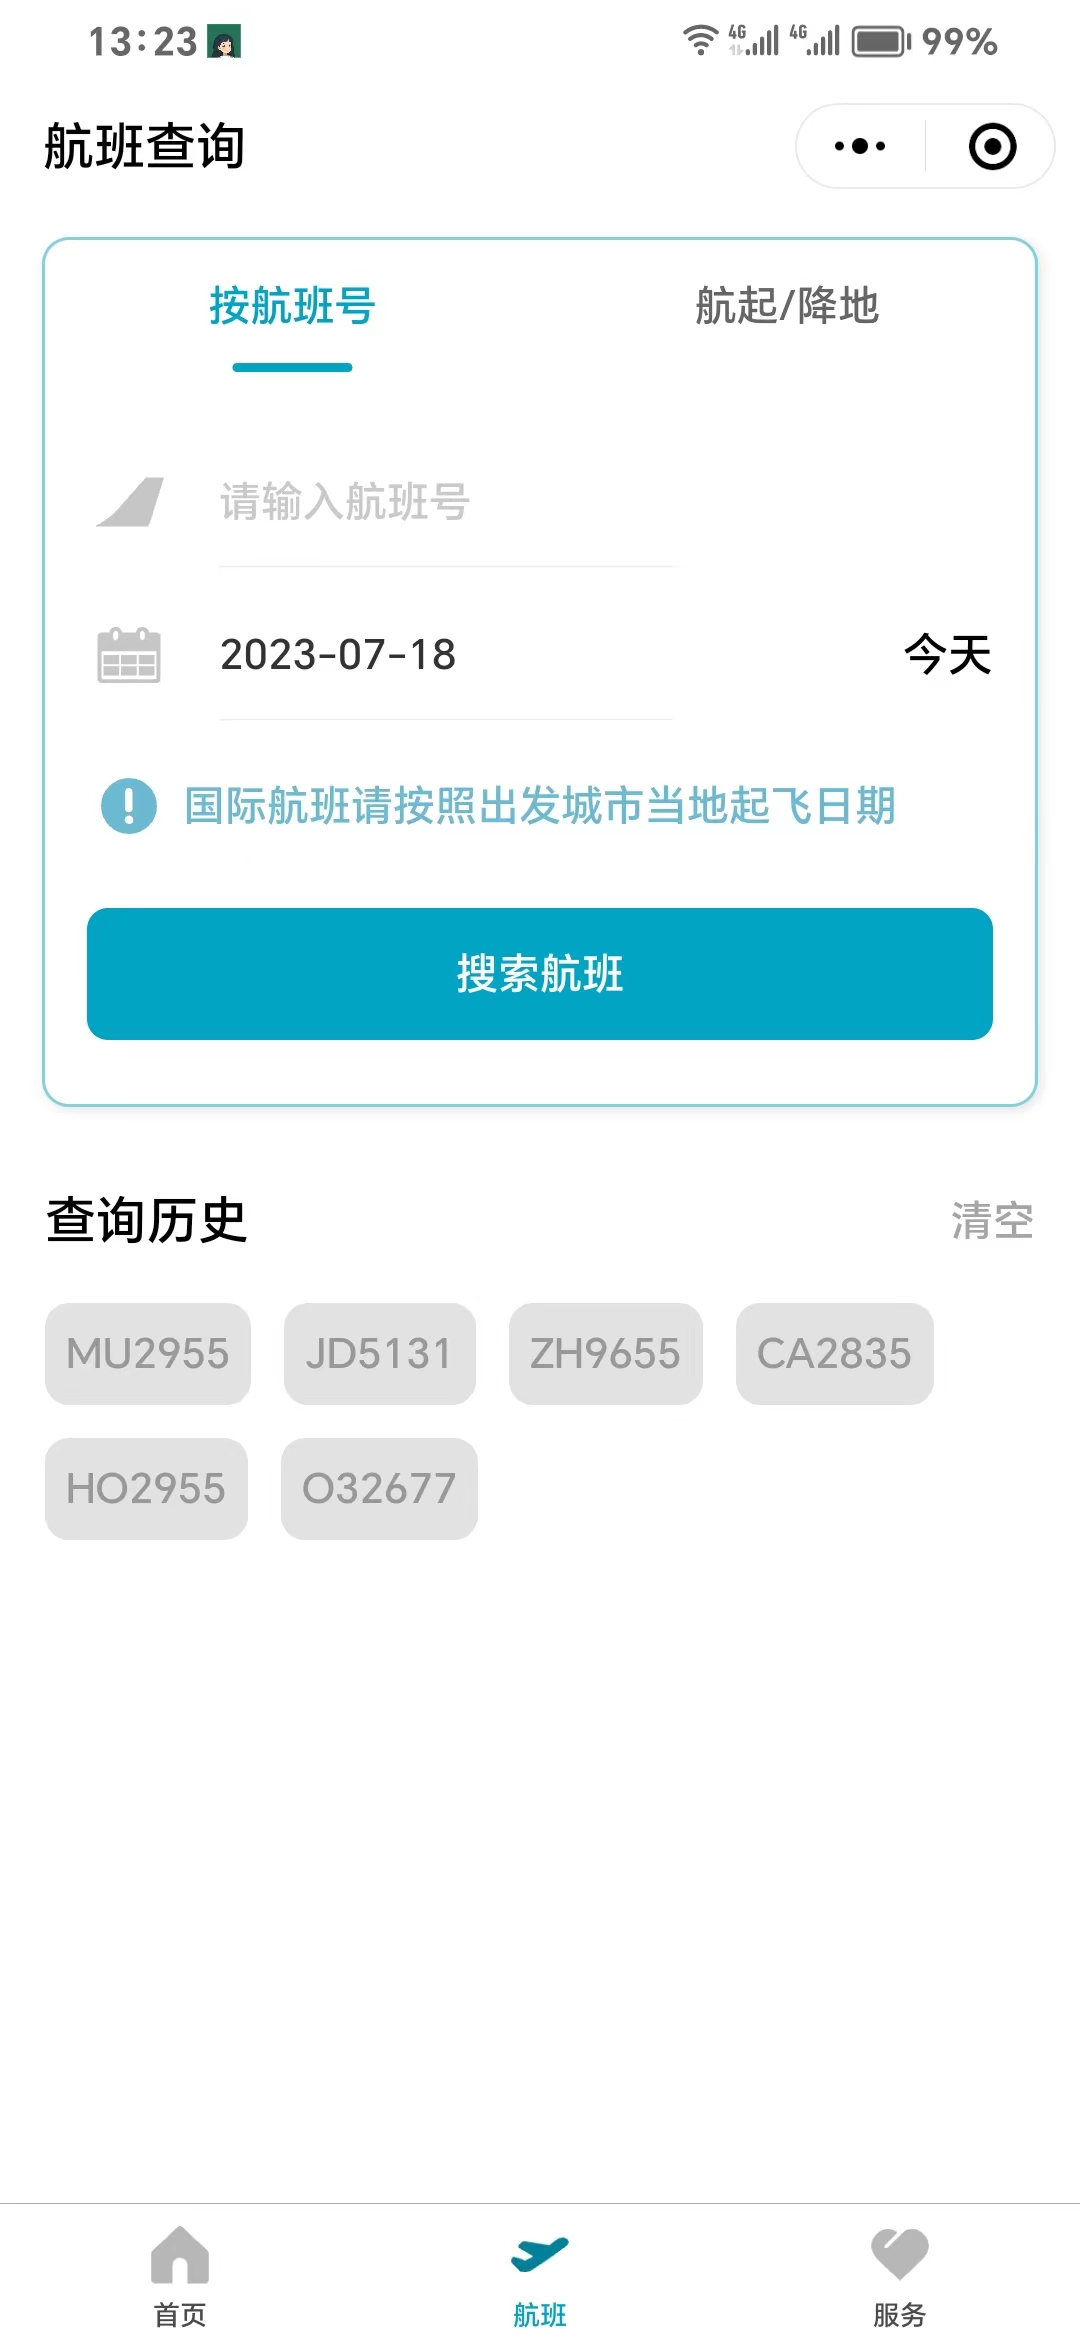 13:23 4G 4G 99%
航班查询
按航班号 航起/降地
请输入航班号
2023-07-18 今天
国际航班请按照出发城市当地起飞日期
搜索航班
查询历史 清空
MU2955 JD5131 ZH9655 CA2835
HO2955 O32677
首页 航班 服务